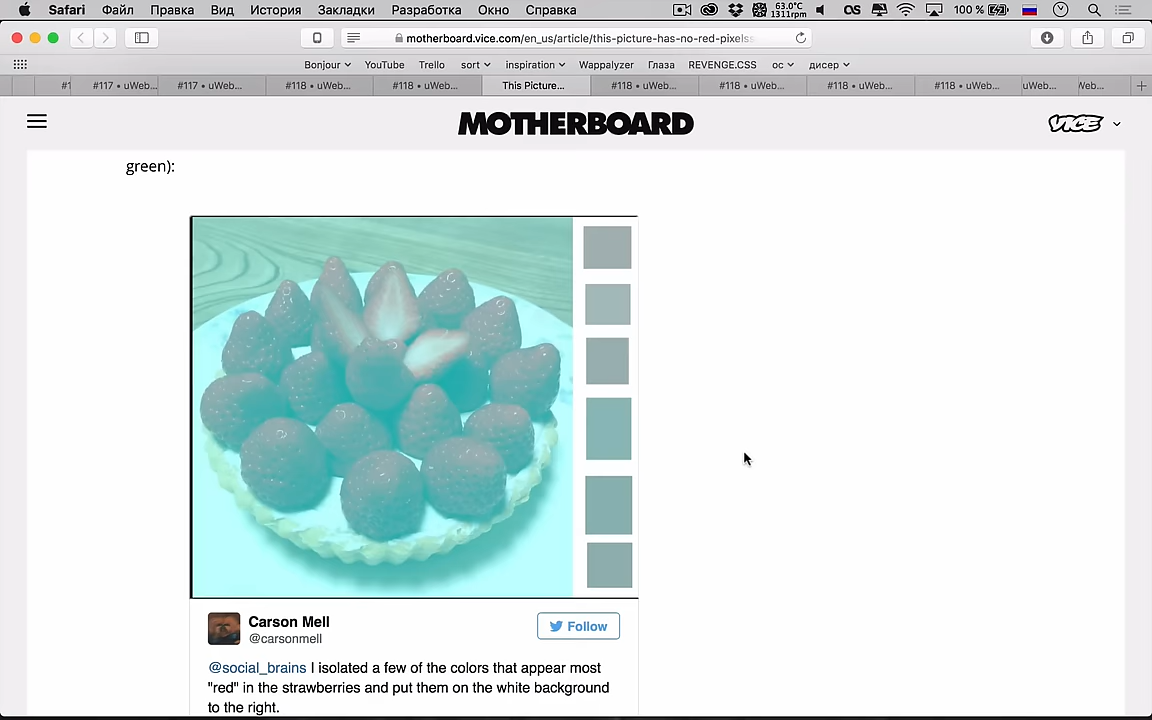 Safari Файл Правка Вид История Закладки Разработка Окно Справка 63.0°C 1311rpm OS 100 %
motherboard.vice.com/en_us/article/this-picture-has-no-red-pixels
Bonjour YouTube Trello sort inspiration Wappalyzer Глаза REVENGE.CSS ос дисер
#1 #117 • uWeb... #117 • uWeb... #118 • uWeb... #118 • uWeb... This Picture... #118 • uWeb... #118 • uWeb... #118 • uWeb... #118 • uWeb... uWeb... Web...
MOTHERBOARD VICE
green):
Carson Mell
@carsonmell
Follow
@social_brains I isolated a few of the colors that appear most
"red" in the strawberries and put them on the white background
to the right.